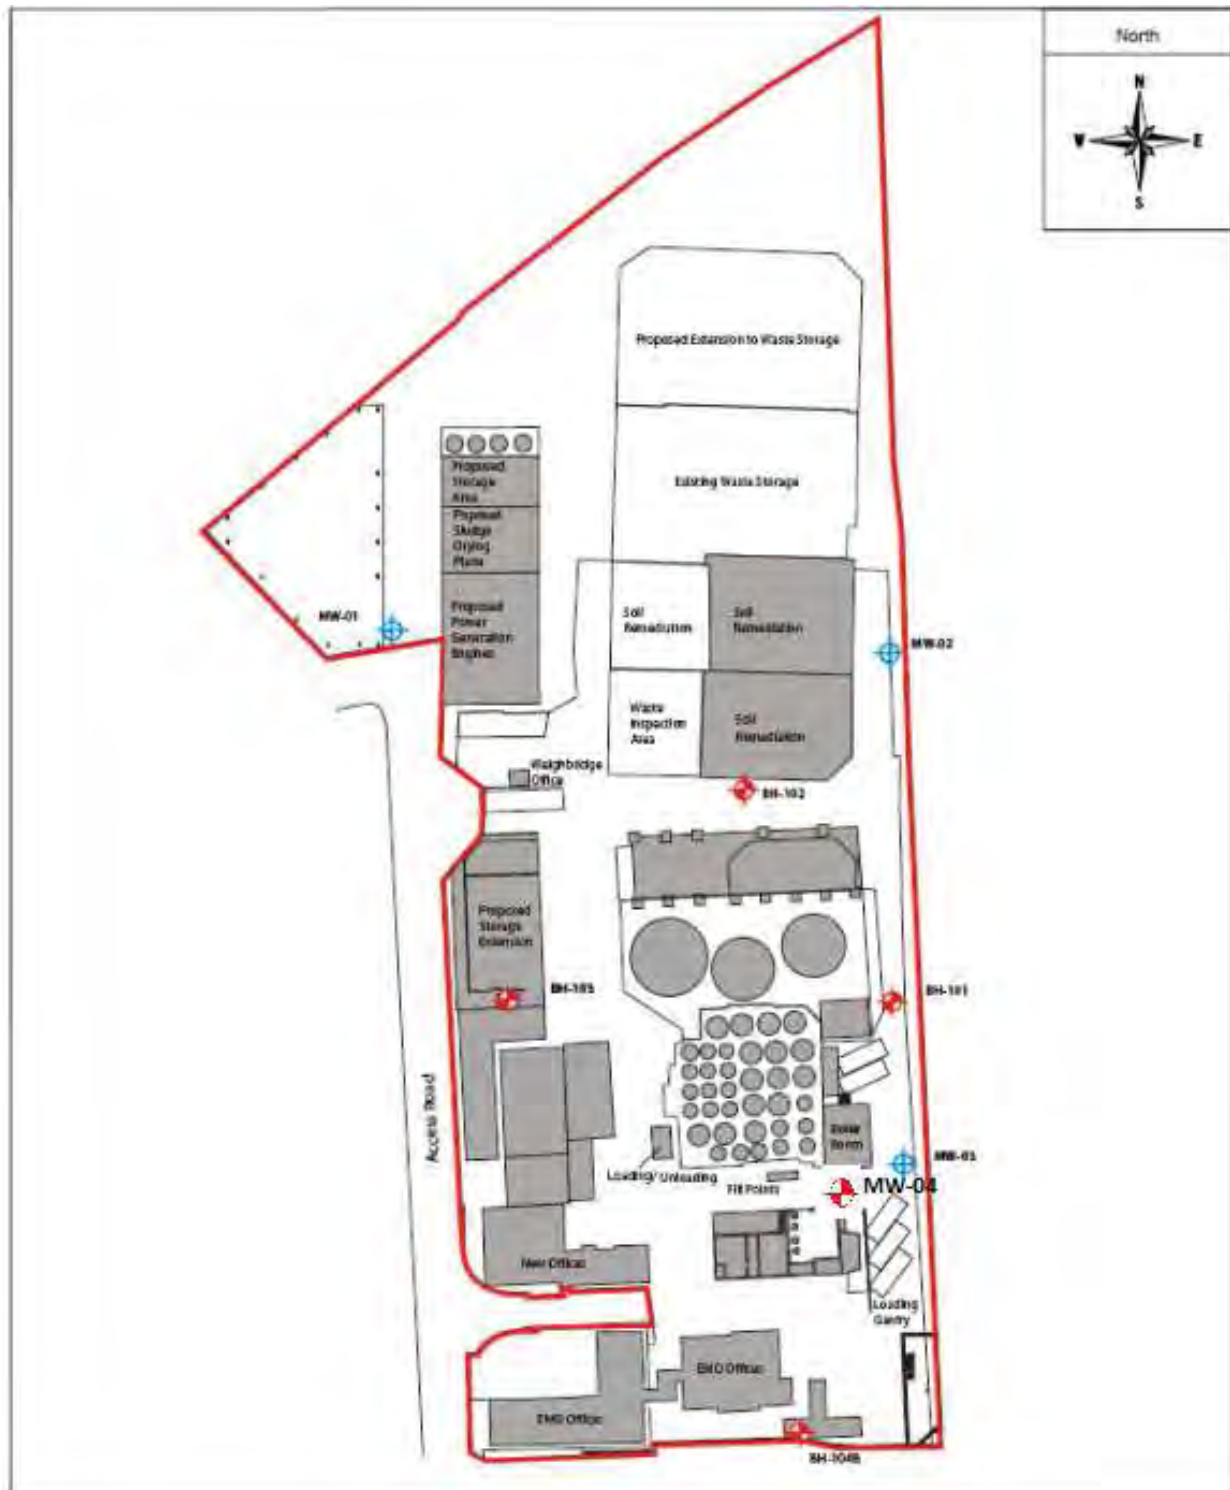 North
N
W
E
S
Proposed Extension to Waste Storage
Existing Waste Storage
Proposed
Storage
Area
Proposed
Sludge
Drying
Plant
Proposed
Power
Generation
Engines
MW-01
Soil
Remediation
Soil
Remediation
MW-02
Waste
Inspection
Area
Soil
Remediation
Weighbridge
Office
BH-102
Proposed
Storage
Extension
BH-105
BH-101
Access Road
Boiler
Room
Loading/ Unloading
Fill Points
MW-03
MW-04
New Offices
Loading
Gantry
EMO Offices
EMO Office
BH-104B